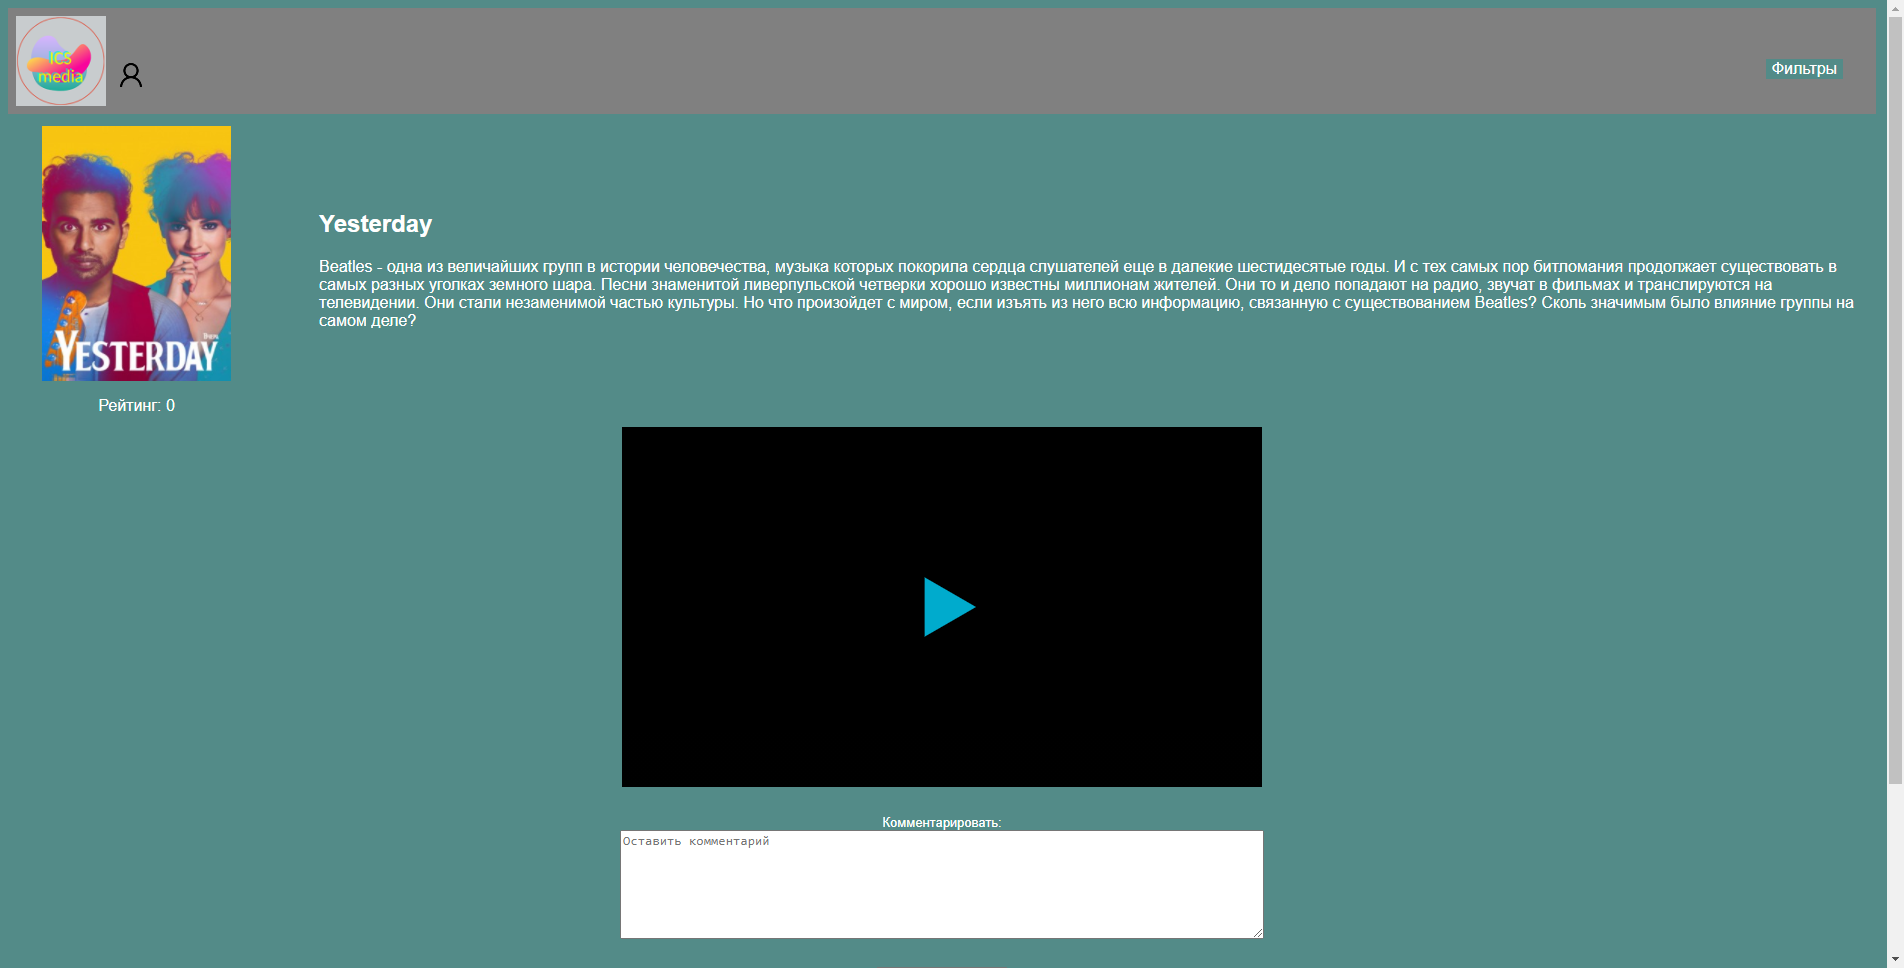 ICS
media
Фильтры
YESTERDAY
Рейтинг: 0
Yesterday
Beatles - одна из величайших групп в истории человечества, музыка которых покорила сердца слушателей еще в далекие шестидесятые годы. И с тех самых пор битломания продолжает существовать в
самых разных уголках земного шара. Песни знаменитой ливерпульской четверки хорошо известны миллионам жителей. Они то и дело попадают на радио, звучат в фильмах и транслируются на
телевидении. Они стали незаменимой частью культуры. Но что произойдет с миром, если изъять из него всю информацию, связанную с существованием Beatles? Сколь значимым было влияние группы на
самом деле?
Комментарировать:
Оставить комментарий